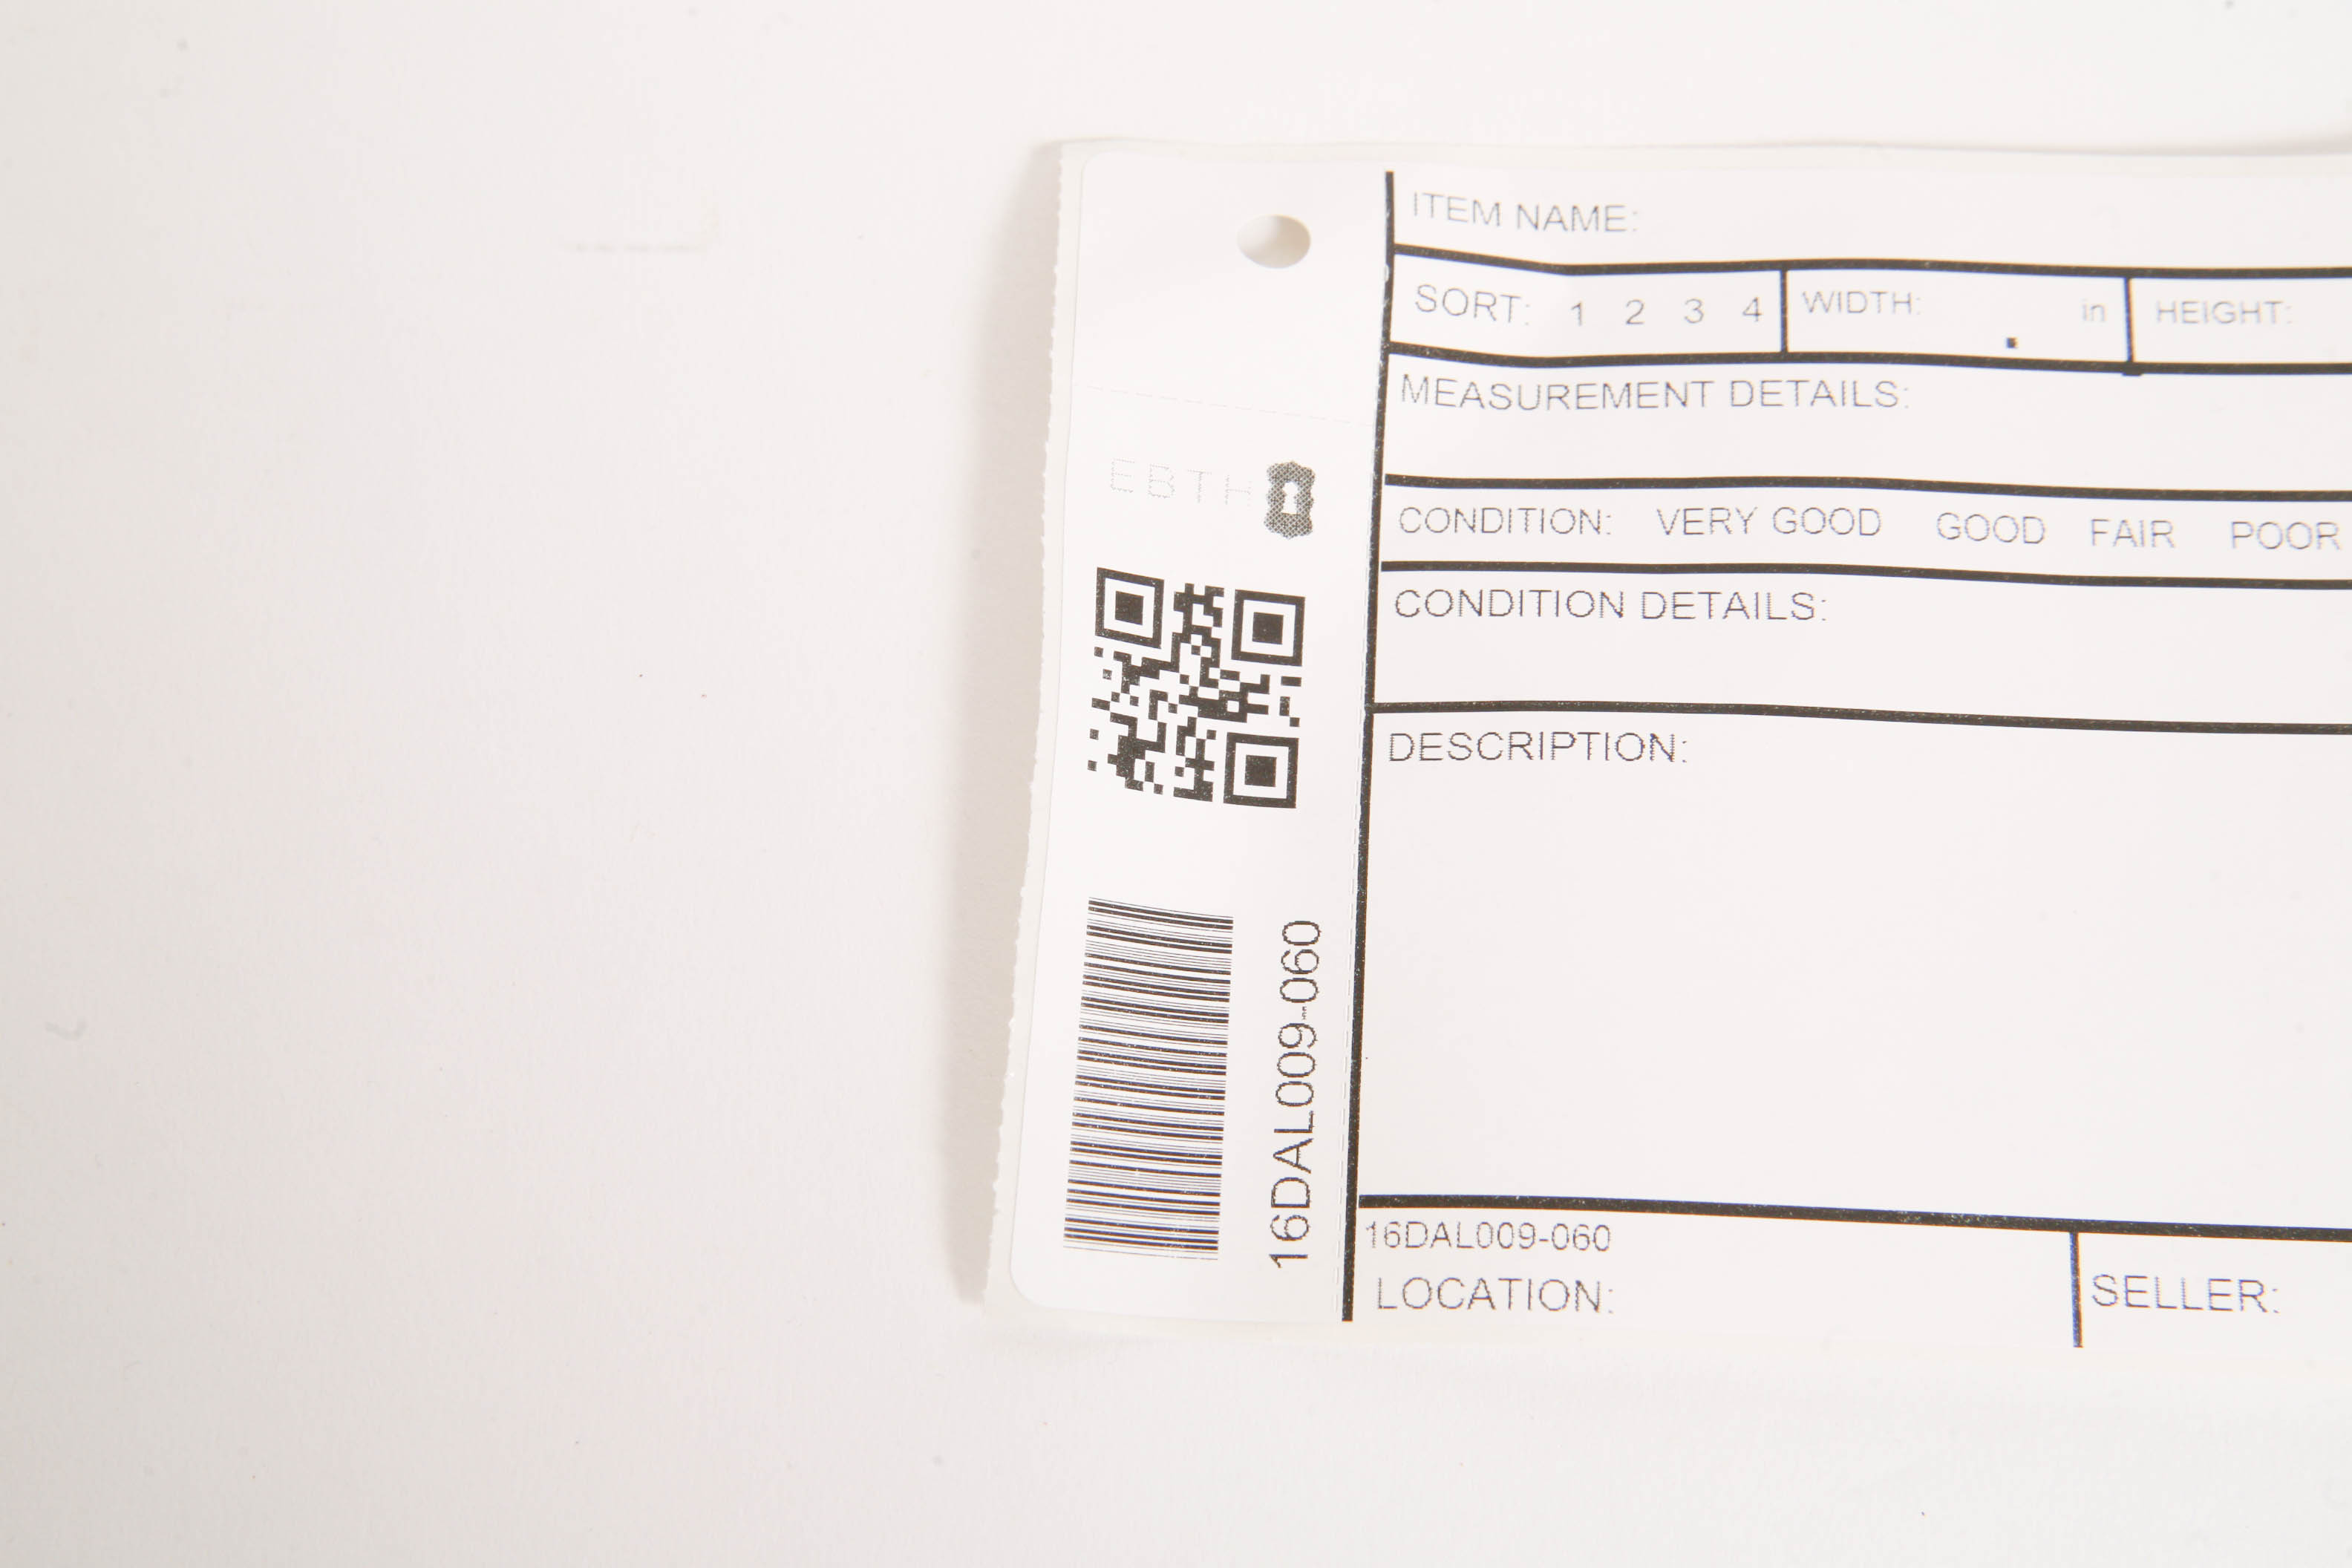 EBTH
16DAL009-060
ITEM NAME:
SORT: 1 2 3 4 WIDTH: . in HEIGHT:
MEASUREMENT DETAILS:
CONDITION: VERY GOOD GOOD FAIR POOR
CONDITION DETAILS:
DESCRIPTION:
16DAL009-060
LOCATION: SELLER: